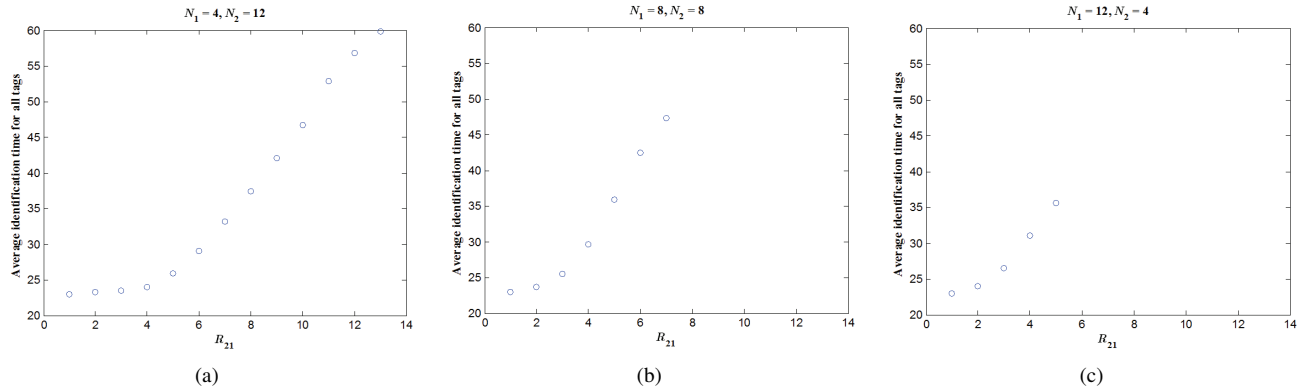 N1 = 4, N2 = 12
60
55
50
45
40
35
30
25
20
0 2 4 6 8 10 12 14
Average identification time for all tags
R21
(a)
N1 = 8, N2 = 8
60
55
50
45
40
35
30
25
20
0 2 4 6 8 10 12 14
Average identification time for all tags
R21
(b)
N1 = 12, N2 = 4
60
55
50
45
40
35
30
25
20
0 2 4 6 8 10 12 14
Average identification time for all tags
R21
(c)